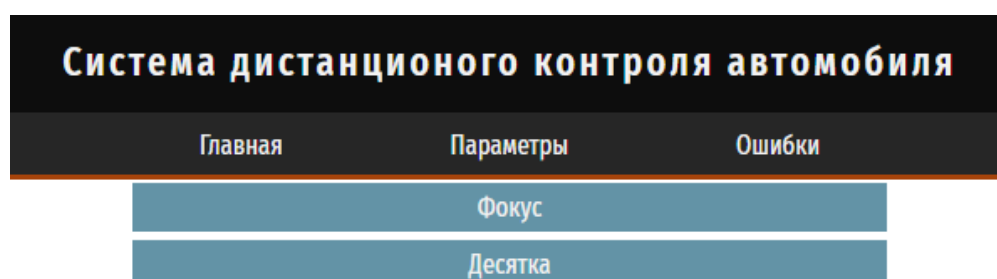 Система дистанционого контроля автомобиля
Главная Параметры Ошибки
Фокус
Десятка